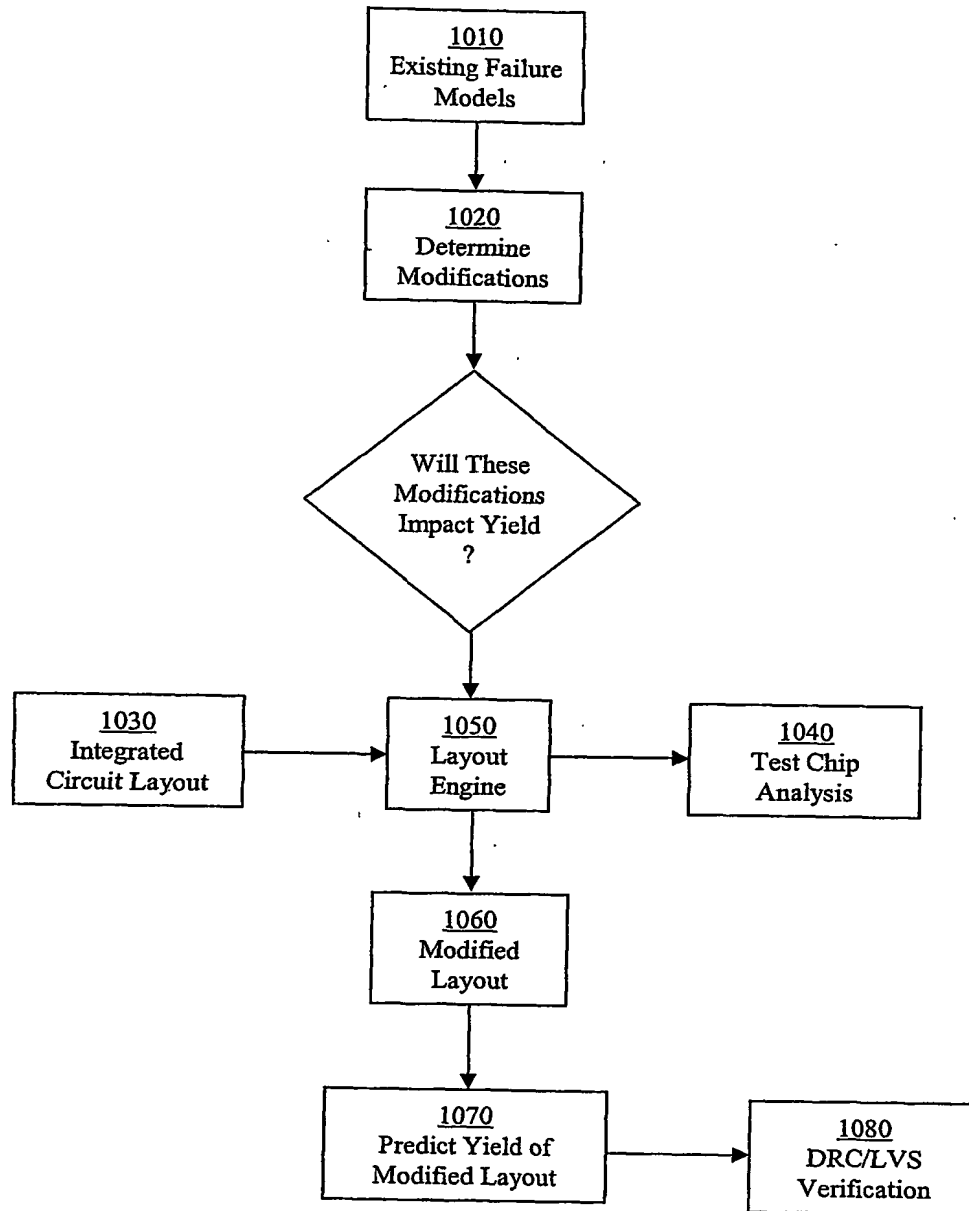 1010
Existing Failure
Models
1020
Determine
Modifications
Will These
Modifications
Impact Yield
?
1030
Integrated
Circuit Layout
1050
Layout
Engine
1040
Test Chip
Analysis
1060
Modified
Layout
1070
Predict Yield of
Modified Layout
1080
DRC/LVS
Verification